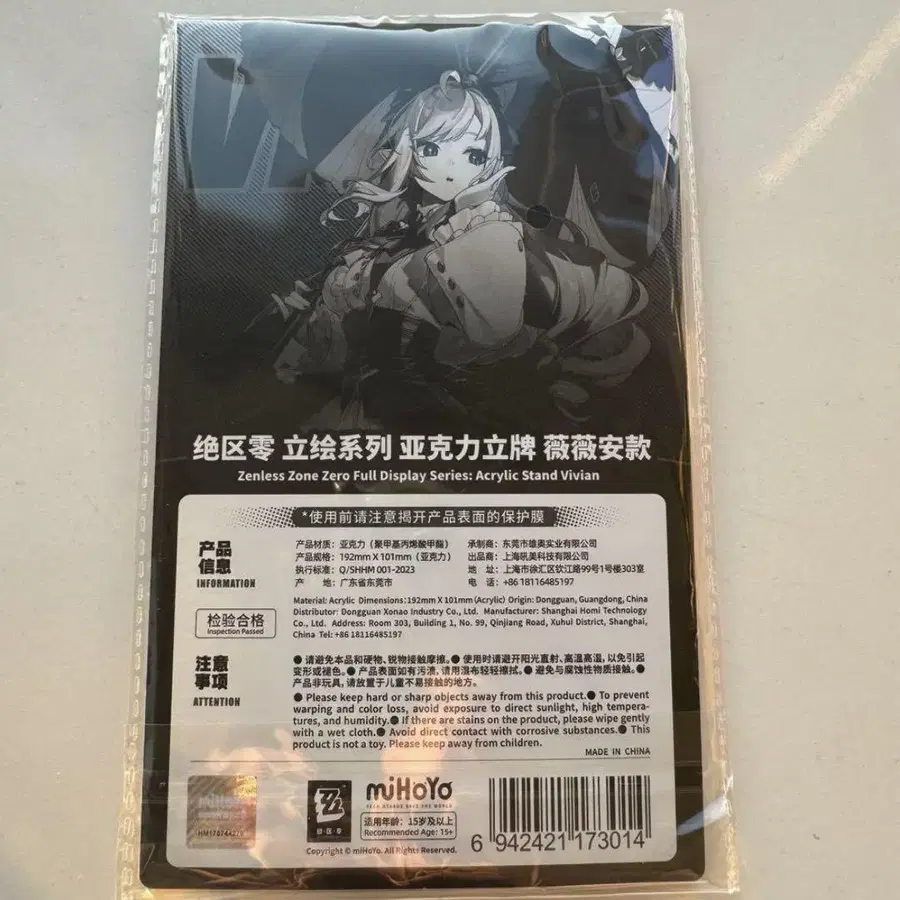 绝区零 立绘系列 亚克力立牌 薇薇安款
Zenless Zone Zero Full Display Series: Acrylic Stand Vivian
*使用前请注意揭开产品表面的保护膜
产品
信息
INFORMATION
检验合格
Inspection Passed
产品材质：亚克力（聚甲基丙烯酸甲酯）
产品规格：192mm X 101mm（亚克力）
执行标准：Q/SHHM 001-2023
产 地：广东省东莞市
承制商：东莞市雄奥实业有限公司
出品商：上海吼美科技有限公司
地 址：上海市徐汇区钦江路99号1号楼303室
电 话：+86 18116485197
Material: Acrylic Dimensions:192mm X 101mm(Acrylic) Origin: Dongguan, Guangdong, China
Distributor: Dongguan Xonao Industry Co., Ltd. Manufacturer: Shanghai Homi Technology
Co., Ltd. Address: Room 303, Building 1, No. 99, Qinjiang Road, Xuhui District, Shanghai,
China Tel:+86 18116485197
注意
事项
ATTENTION
● 请避免本品和硬物、锐物接触摩擦。● 使用时请避开阳光直射、高温高湿，以免引起
变形或褪色。● 产品表面如有污渍，请用湿布轻轻擦拭。● 避免与腐蚀性物质接触。●
产品非玩具，请放置于儿童不易接触的地方。
● Please keep hard or sharp objects away from this product.● To prevent
warping and color loss, avoid exposure to direct sunlight, high tempera-
tures, and humidity.● If there are stains on the product, please wipe gently
with a wet cloth.● Avoid direct contact with corrosive substances.● This
product is not a toy. Please keep away from children.
MADE IN CHINA
miHoYo
绝·区·零
miHoYo
TECH OTAKUS SAVE THE WORLD
适用年龄：15岁及以上
Recommended Age: 15+
Copyright © miHoYo. All Rights Reserved.
6 942421 173014